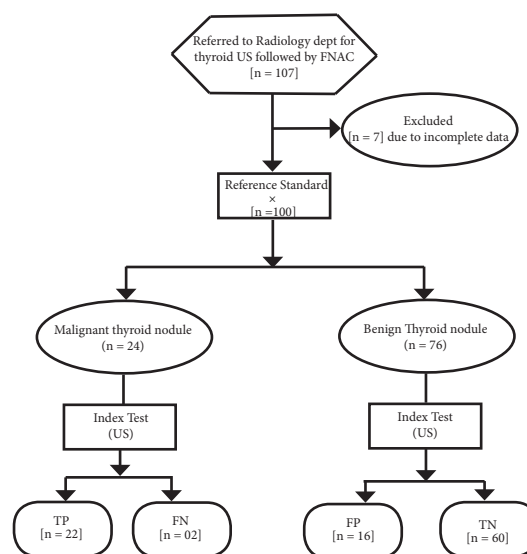 Referred to Radiology dept for
thyroid US followed by FNAC
[n = 107]
Excluded
[n = 7] due to incomplete data
Reference Standard
×
[n =100]
Malignant thyroid nodule
(n = 24)
Benign Thyroid nodule
(n = 76)
Index Test
(US)
Index Test
(US)
TP
[n = 22]
FN
[n = 02]
FP
[n = 16]
TN
[n = 60]